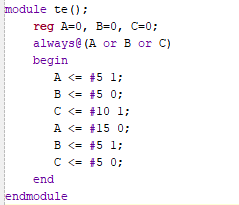 module te();
    reg A=0, B=0, C=0;
    always@(A or B or C)
    begin
        A <= #5 1;
        B <= #5 0;
        C <= #10 1;
        A <= #15 0;
        B <= #5 1;
        C <= #5 0;
    end
endmodule